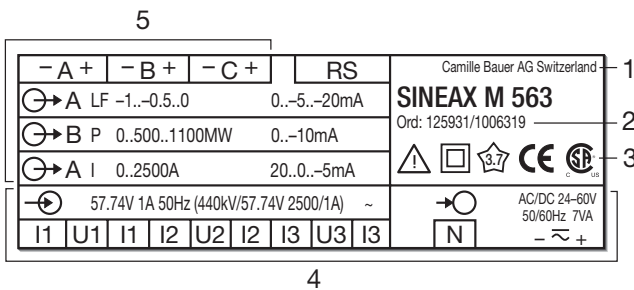 5
– A + – B + – C + RS
A LF –1..–0.5..0 0..–5..–20mA
B P 0..500..1100MW 0..–10mA
A I 0..2500A 20..0..–5mA
57.74V 1A 50Hz (440kV/57.74V 2500/1A) ~
I1 U1 I1 I2 U2 I2 I3 U3 I3
Camille Bauer AG Switzerland 1
SINEAX M 563
Ord: 125931/1006319 2
3.7 CE C SA US 3
AC/DC 24–60V
50/60Hz 7VA
N – +
4